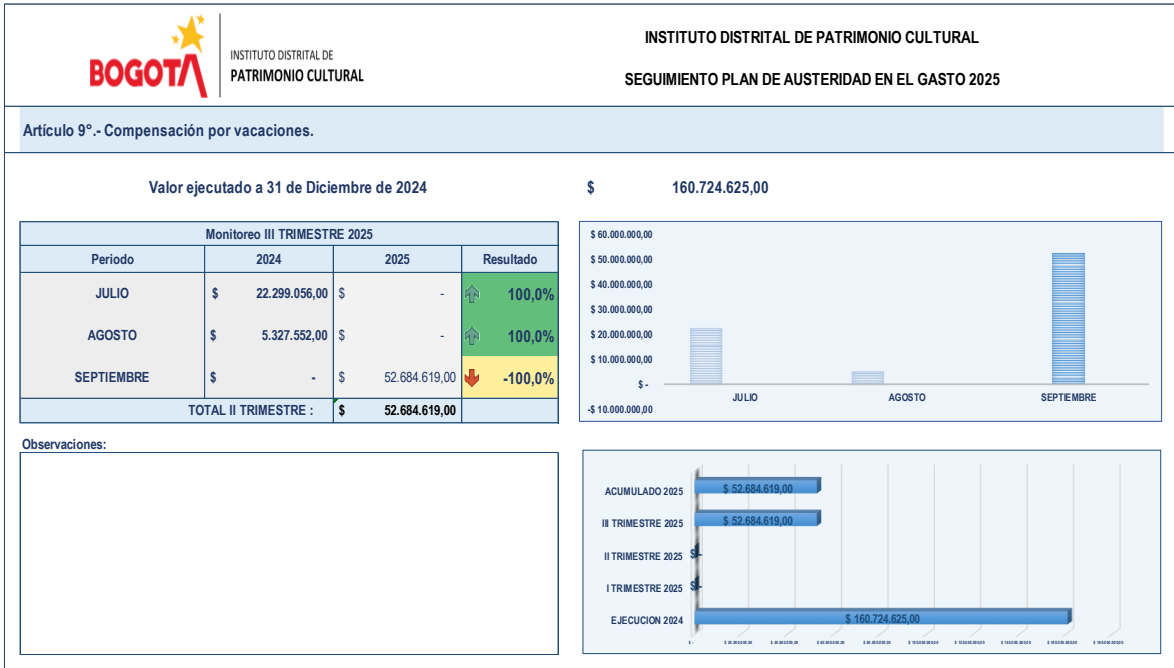 BOGOTÁ
INSTITUTO DISTRITAL DE
PATRIMONIO CULTURAL
INSTITUTO DISTRITAL DE PATRIMONIO CULTURAL
SEGUIMIENTO PLAN DE AUSTERIDAD EN EL GASTO 2025
Artículo 9°.- Compensación por vacaciones.
Valor ejecutado a 31 de Diciembre de 2024 $ 160.724.625,00
Monitoreo III TRIMESTRE 2025
Periodo 2024 2025 Resultado
JULIO $ 22.299.056,00 $ - 100,0%
AGOSTO $ 5.327.552,00 $ - 100,0%
SEPTIEMBRE $ - $ 52.684.619,00 -100,0%
TOTAL II TRIMESTRE : $ 52.684.619,00
$ 60.000.000,00
$ 50.000.000,00
$ 40.000.000,00
$ 30.000.000,00
$ 20.000.000,00
$ 10.000.000,00
$ -
-$ 10.000.000,00
JULIO AGOSTO SEPTIEMBRE
Observaciones:
ACUMULADO 2025 $ 52.684.619,00
III TRIMESTRE 2025 $ 52.684.619,00
II TRIMESTRE 2025 $-
I TRIMESTRE 2025 $-
EJECUCION 2024 $ 160.724.625,00